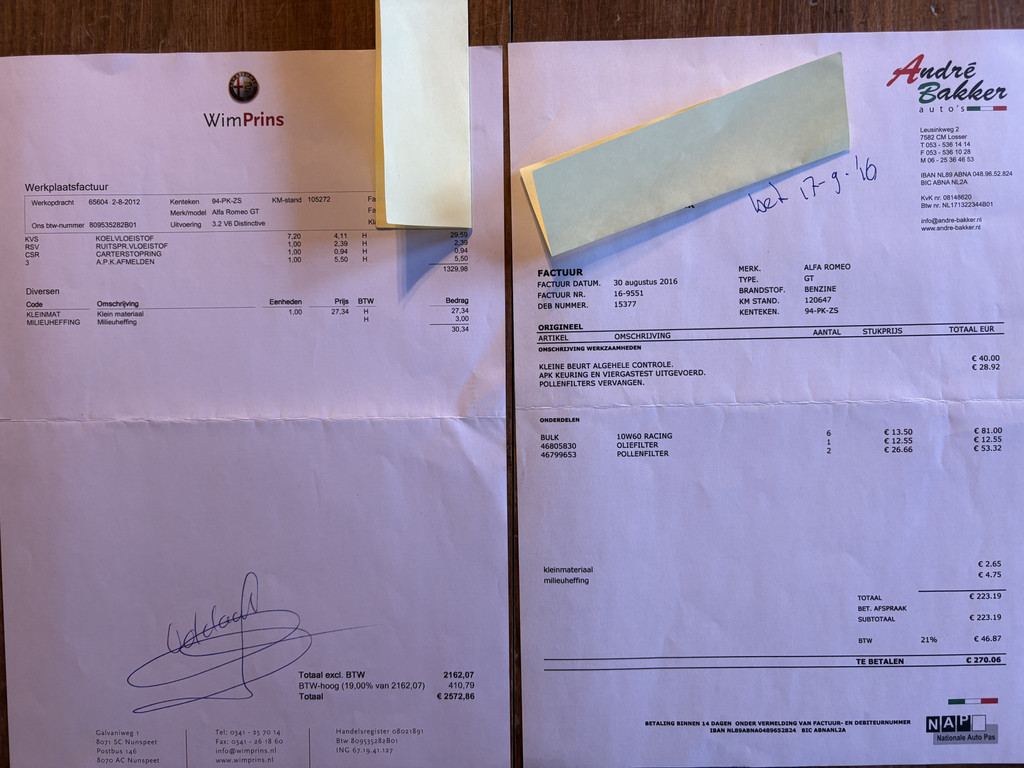 WimPrins
Werkplaatsfactuur
Werkopdracht 65604 2-8-2012 Kenteken 94-PK-ZS KM-stand 105272 Fa
Merk/model Alfa Romeo GT Fa
Ons btw-nummer 809535282B01 Uitvoering 3.2 V6 Distinctive Kl
KVS KOELVLOEISTOF 7,20 4,11 H 29,59
RSV RUITSPR.VLOEISTOF 1,00 2,39 H 2,39
CSR CARTERSTOPRING 1,00 0,94 H 0,94
3 A.P.K.AFMELDEN 1,00 5,50 H 5,50
1329,98
Diversen
Code Omschrijving Eenheden Prijs BTW Bedrag
KLEINMAT Klein materiaal 1,00 27,34 H 27,34
MILIEUHEFFING Milieuheffing H 3,00
30,34
Totaal excl. BTW 2162,07
BTW-hoog (19,00% van 2162,07) 410,79
Totaal € 2572,86
Galvaniweg 1 Tel: 0341 - 25 70 14 Handelsregister 08021891
8071 SC Nunspeet Fax: 0341 - 26 18 60 Btw 809535282B01
Postbus 146 info@wimprins.nl ING 67.19.41.127
8070 AC Nunspeet www.wimprins.nl
André
Bakker
auto's
Leusinkweg 2
7582 CM Losser
T 053 - 536 14 14
F 053 - 536 10 28
M 06 - 25 36 46 53
IBAN NL89 ABNA 048.96.52.824
BIC ABNA NL2A
KvK nr. 08148620
Btw nr. NL171322344B01
info@andre-bakker.nl
www.andre-bakker.nl
bet 17-9-'16
FACTUUR
FACTUUR DATUM. 30 augustus 2016
FACTUUR NR. 16-9551
DEB NUMMER. 15377
MERK. ALFA ROMEO
TYPE. GT
BRANDSTOF. BENZINE
KM STAND. 120647
KENTEKEN. 94-PK-ZS
ORIGINEEL
ARTIKEL OMSCHRIJVING AANTAL STUKPRIJS TOTAAL EUR
OMSCHRIJVING WERKZAAMHEDEN
KLEINE BEURT ALGEHELE CONTROLE. € 40.00
APK KEURING EN VIERGASTEST UITGEVOERD. € 28.92
POLLENFILTERS VERVANGEN.
ONDERDELEN
BULK 10W60 RACING 6 € 13.50 € 81.00
46805830 OLIEFILTER 1 € 12.55 € 12.55
46799653 POLLENFILTER 2 € 26.66 € 53.32
kleinmateriaal € 2.65
milieuheffing € 4.75
TOTAAL € 223.19
BET. AFSPRAAK
SUBTOTAAL € 223.19
BTW 21% € 46.87
TE BETALEN € 270.06
BETALING BINNEN 14 DAGEN ONDER VERMELDING VAN FACTUUR- EN DEBITEURNUMMER
IBAN NL89ABNA0489652824 BIC ABNANL2A
NAP
Nationale Auto Pas